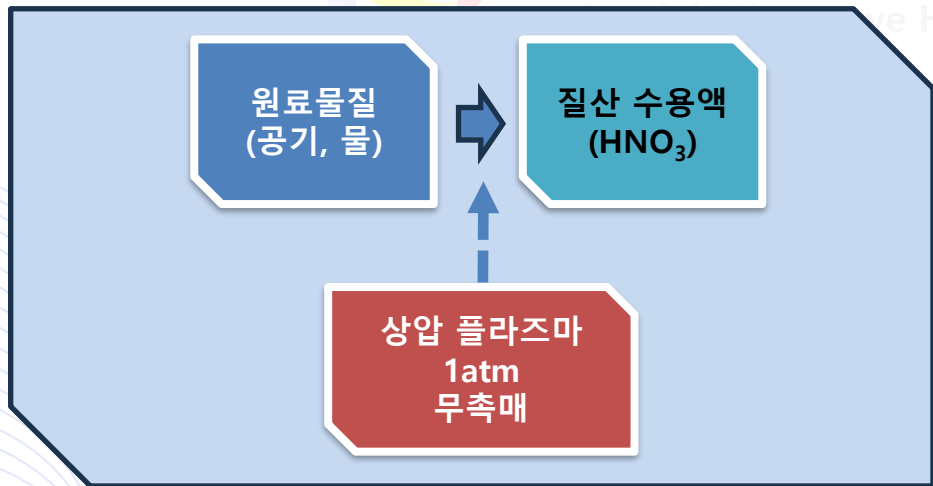 원료물질
(공기, 물)
질산 수용액
(HNO₃)
상압 플라즈마
1atm
무촉매